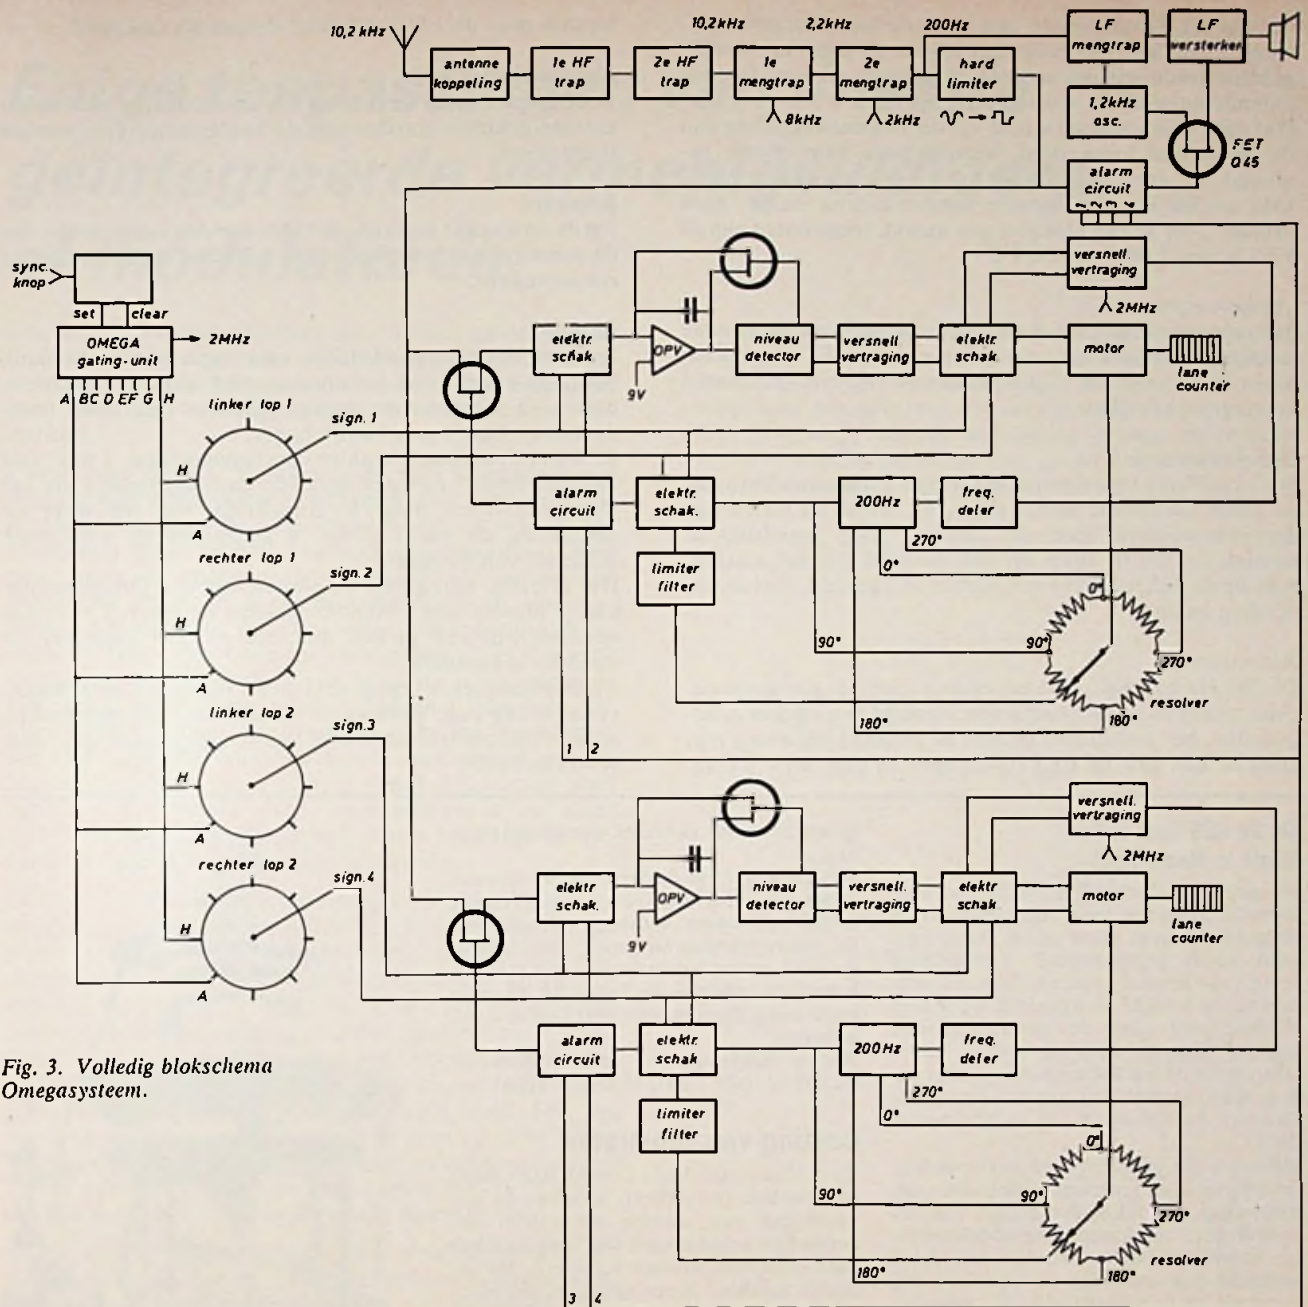 10,2 kHz
antenne
koppeling
1e HF
trap
2e HF
trap
10,2kHz
1e
mengtrap
8kHz
2,2kHz
2e
mengtrap
2kHz
200Hz
hard
limiter
LF
mengtrap
LF
versterker
1,2kHz
osc.
FET
Q45
alarm
circuit
1 2 3 4
sync.
knop
set
clear
OMEGA
gating-
unit
2MHz
A BC D EF G H
linker lop 1
sign. 1
H
A
rechter lop 1
sign. 2
H
A
linker lop 2
sign.3
H
A
rechter lop 2
sign.4
H
A
elektr.
schak.
OPV
9V
niveau
detector
versnell.
vertraging
elektr.
schak.
versnell.
vertraging
2MHz
motor
lane
counter
alarm
circuit
elektr.
schak.
200Hz
freq.
deler
270°
0°
limiter
filter
90°
180°
0°
90°
270°
180°
resolver
1 2
elektr
schak.
OPV
9V
niveau
detector
versnell.
vertraging
elektr
schak.
versnell.
vertraging
2MHz
motor
lane
counter
alarm
circuit
elektr.
schak
200Hz
freq.
deler
270°
0°
limiter
filter
90°
180°
0°
90°
270°
180°
resolver
3 4
Fig. 3. Volledig blokschema
Omegasysteem.